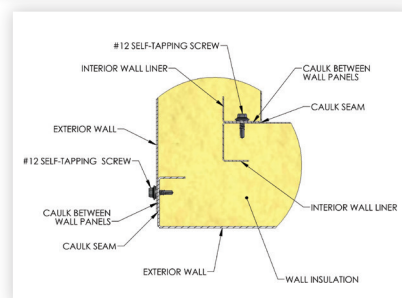 #12 SELF-TAPPING SCREW
INTERIOR WALL LINER
CAULK BETWEEN
WALL PANELS
CAULK SEAM
EXTERIOR WALL
#12 SELF-TAPPING SCREW
INTERIOR WALL LINER
CAULK BETWEEN
WALL PANELS
CAULK SEAM
EXTERIOR WALL
WALL INSULATION